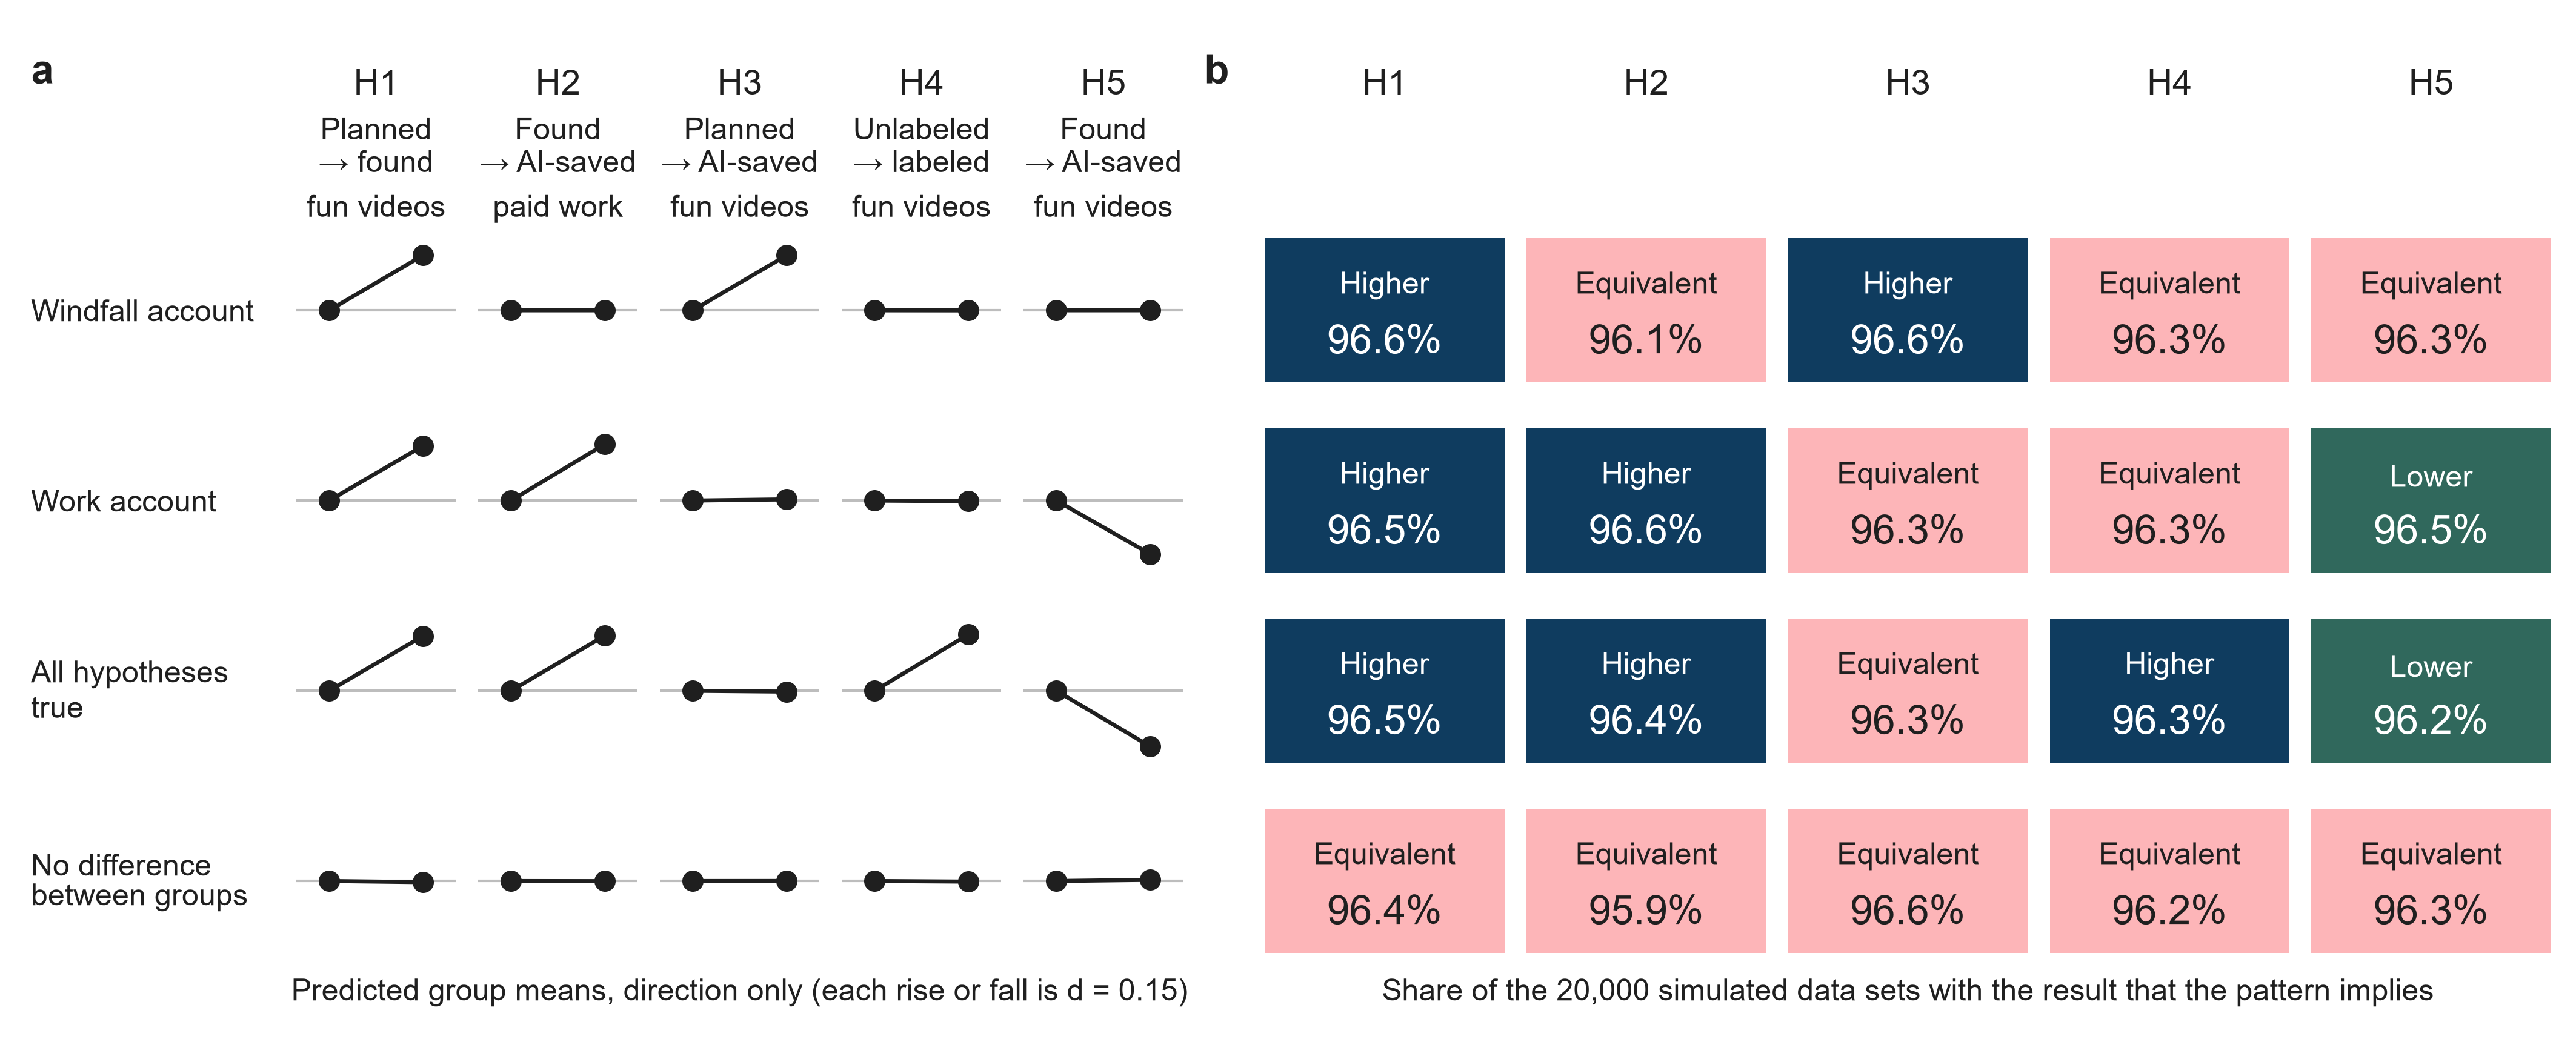 a
H1
H2
H3
H4
H5
Planned
→ found
fun videos
Found
→ AI-saved
paid work
Planned
→ AI-saved
fun videos
Unlabeled
→ labeled
fun videos
Found
→ AI-saved
fun videos
Windfall account
Work account
All hypotheses
true
No difference
between groups
Predicted group means, direction only (each rise or fall is d = 0.15)
b
H1
H2
H3
H4
H5
Higher
96.6%
Equivalent
96.1%
Higher
96.6%
Equivalent
96.3%
Equivalent
96.3%
Higher
96.5%
Higher
96.6%
Equivalent
96.3%
Equivalent
96.3%
Lower
96.5%
Higher
96.5%
Higher
96.4%
Equivalent
96.3%
Higher
96.3%
Lower
96.2%
Equivalent
96.4%
Equivalent
95.9%
Equivalent
96.6%
Equivalent
96.2%
Equivalent
96.3%
Share of the 20,000 simulated data sets with the result that the pattern implies